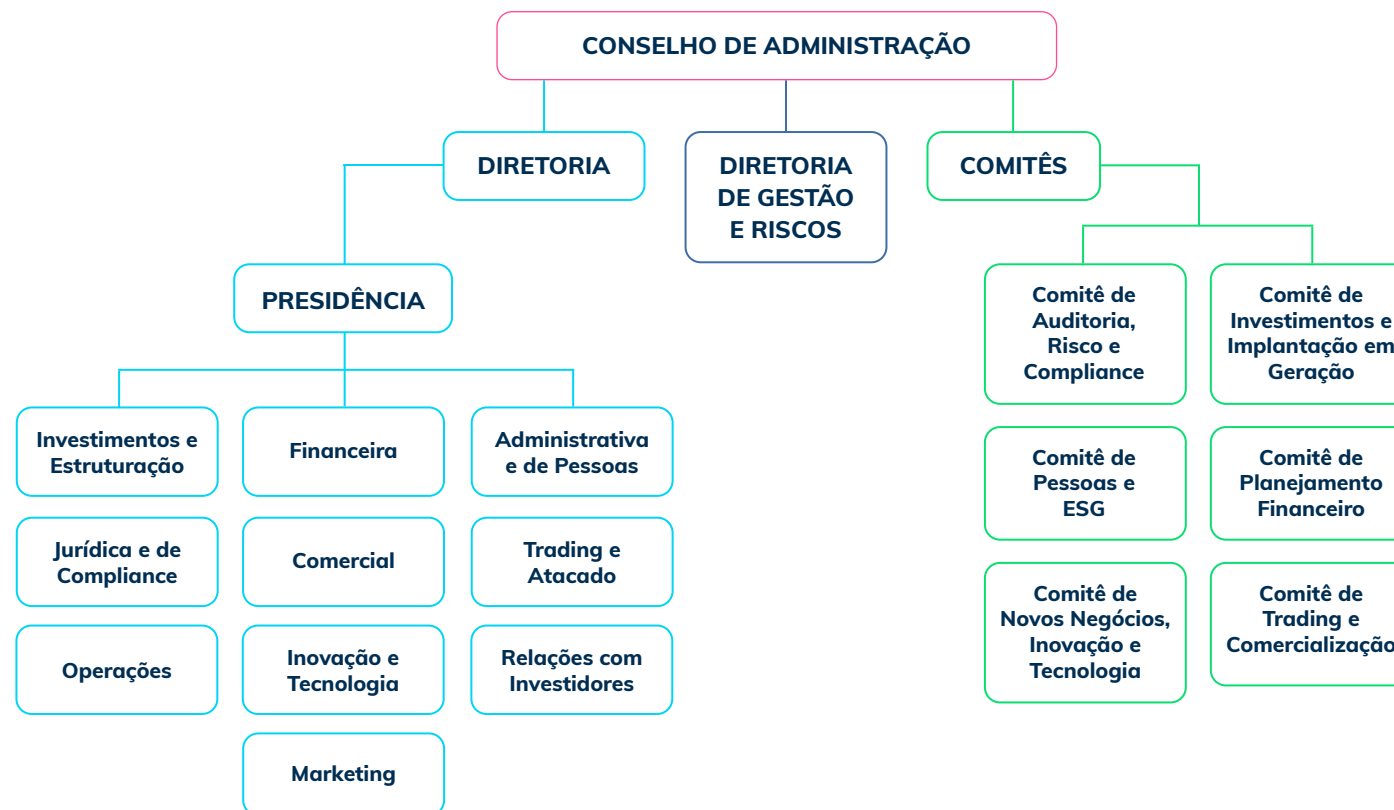 CONSELHO DE ADMINISTRAÇÃO
DIRETORIA
DIRETORIA
DE GESTÃO
E RISCOS
COMITÊS
PRESIDÊNCIA
Investimentos e
Estruturação
Financeira
Administrativa
e de Pessoas
Jurídica e de
Compliance
Comercial
Trading e
Atacado
Operações
Inovação e
Tecnologia
Relações com
Investidores
Marketing
Comitê de
Auditoria,
Risco e
Compliance
Comitê de
Investimentos e
Implantação em
Geração
Comitê de
Pessoas e
ESG
Comitê de
Planejamento
Financeiro
Comitê de
Novos Negócios,
Inovação e
Tecnologia
Comitê de
Trading e
Comercialização